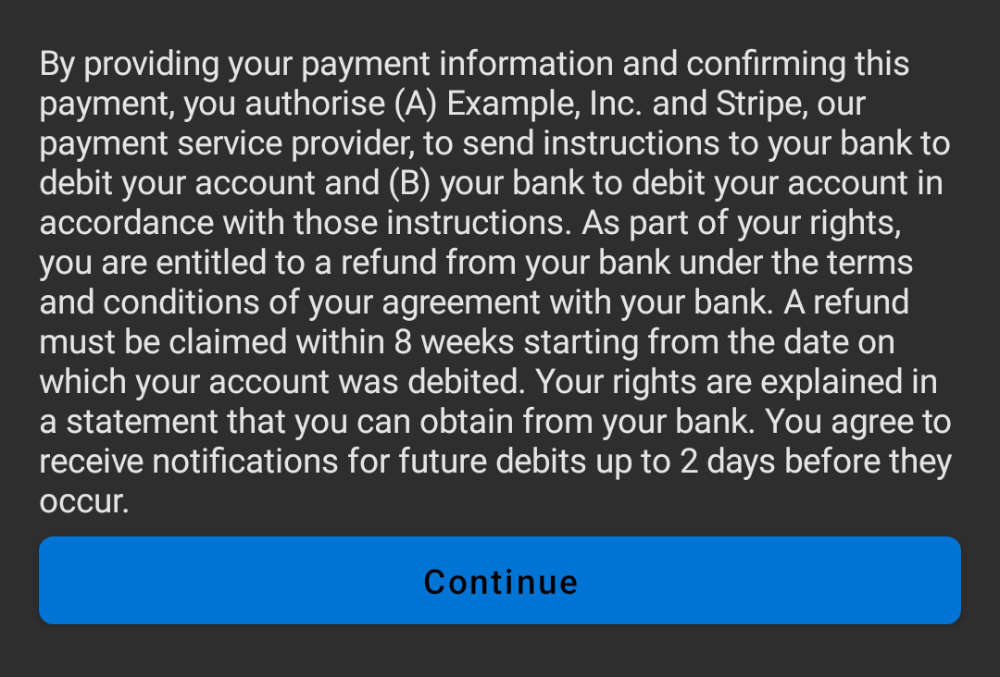 By providing your payment information and confirming this
payment, you authorise (A) Example, Inc. and Stripe, our
payment service provider, to send instructions to your bank to
debit your account and (B) your bank to debit your account in
accordance with those instructions. As part of your rights,
you are entitled to a refund from your bank under the terms
and conditions of your agreement with your bank. A refund
must be claimed within 8 weeks starting from the date on
which your account was debited. Your rights are explained in
a statement that you can obtain from your bank. You agree to
receive notifications for future debits up to 2 days before they
occur.
Continue